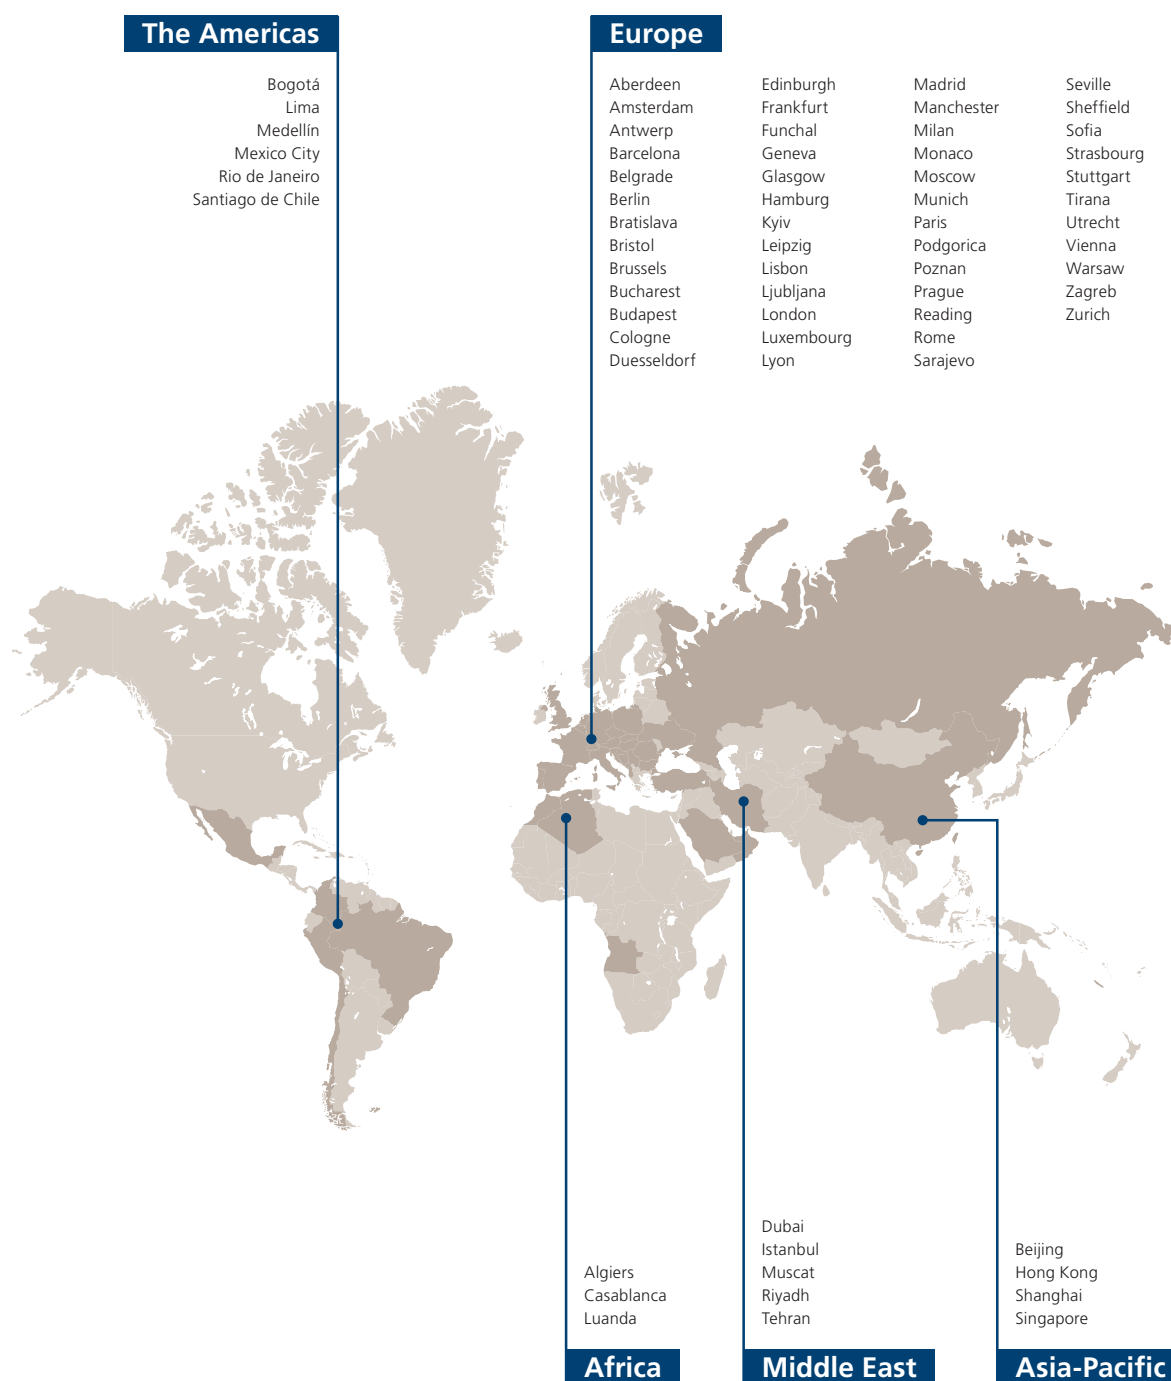 The Americas
Bogotá
Lima
Medellín
Mexico City
Rio de Janeiro
Santiago de Chile
Europe
Aberdeen
Amsterdam
Antwerp
Barcelona
Belgrade
Berlin
Bratislava
Bristol
Brussels
Bucharest
Budapest
Cologne
Duesseldorf
Edinburgh
Frankfurt
Funchal
Geneva
Glasgow
Hamburg
Kyiv
Leipzig
Lisbon
Ljubljana
London
Luxembourg
Lyon
Madrid
Manchester
Milan
Monaco
Moscow
Munich
Paris
Podgorica
Poznan
Prague
Reading
Rome
Sarajevo
Seville
Sheffield
Sofia
Strasbourg
Stuttgart
Tirana
Utrecht
Vienna
Warsaw
Zagreb
Zurich
Algiers
Casablanca
Luanda
Africa
Dubai
Istanbul
Muscat
Riyadh
Tehran
Middle East
Beijing
Hong Kong
Shanghai
Singapore
Asia-Pacific